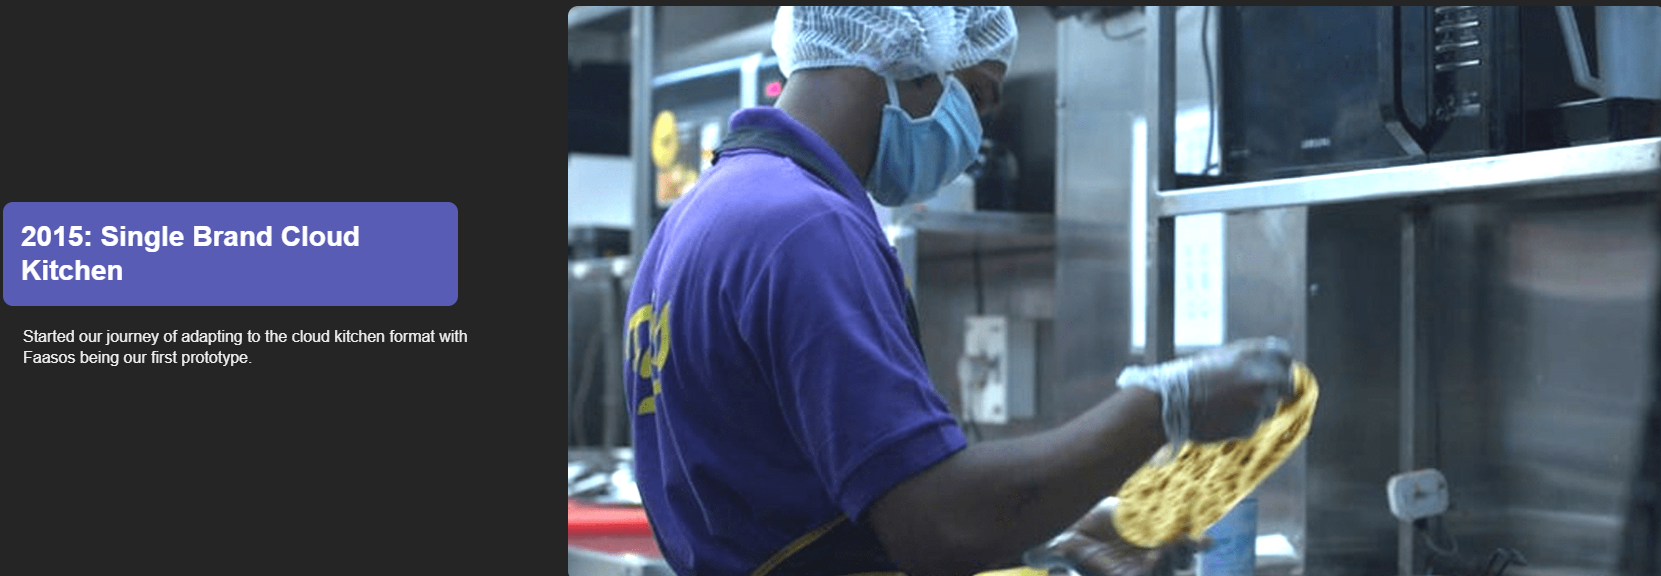 2015: Single Brand Cloud
Kitchen
Started our journey of adapting to the cloud kitchen format with
Faasos being our first prototype.
SAMSUNG